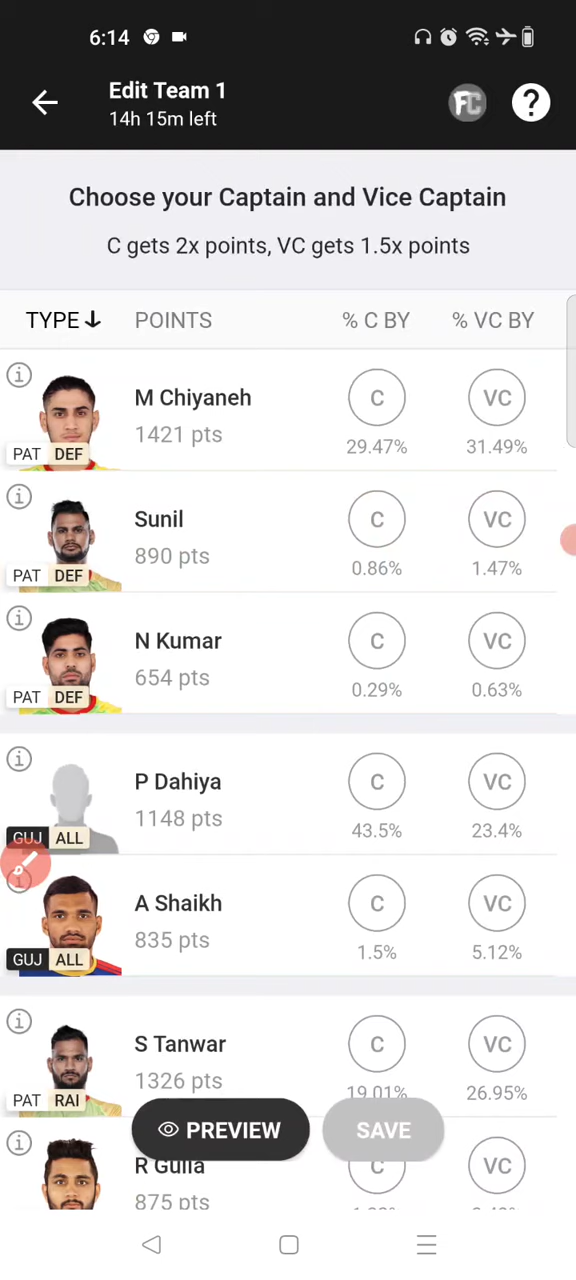 6:14
Edit Team 1
14h 15m left
FC
?
Choose your Captain and Vice Captain
C gets 2x points, VC gets 1.5x points
TYPE POINTS % C BY % VC BY
M Chiyaneh C VC
1421 pts 29.47% 31.49%
PAT DEF
Sunil C VC
890 pts 0.86% 1.47%
PAT DEF
N Kumar C VC
654 pts 0.29% 0.63%
PAT DEF
P Dahiya C VC
1148 pts 43.5% 23.4%
GUJ ALL
A Shaikh C VC
835 pts 1.5% 5.12%
GUJ ALL
S Tanwar C VC
1326 pts 19.01% 26.95%
PAT RAI
PREVIEW SAVE
R Gulia C VC
875 pts